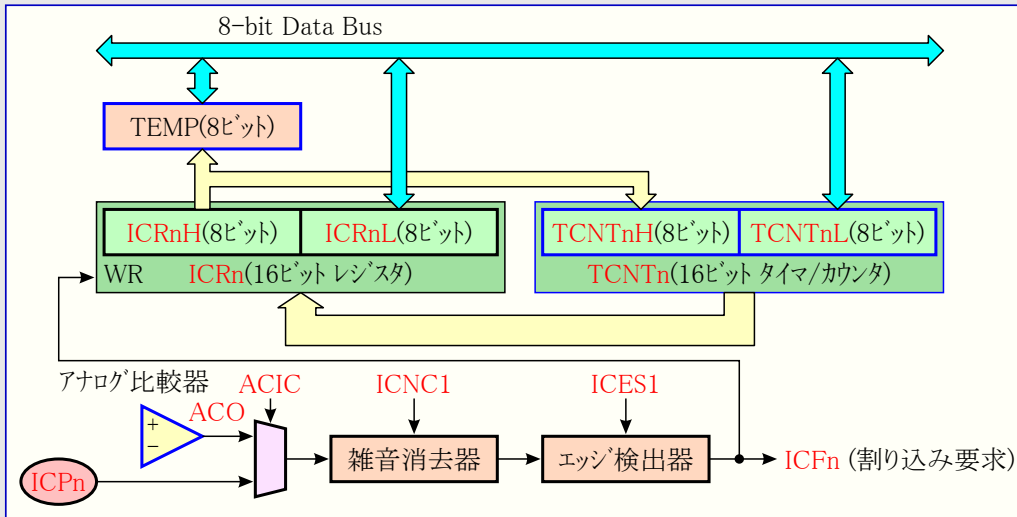 8-bit Data Bus
TEMP(8ビット)
ICRnH(8ビット)
ICRnL(8ビット)
WR
ICRn(16ビット レジスタ)
TCNTnH(8ビット)
TCNTnL(8ビット)
TCNTn(16ビット タイマ/カウンタ)
アナログ比較器
ACO
ACIC
ICNC1
ICES1
+
−
ICPn
雑音消去器
エッジ検出器
ICFn (割り込み要求)